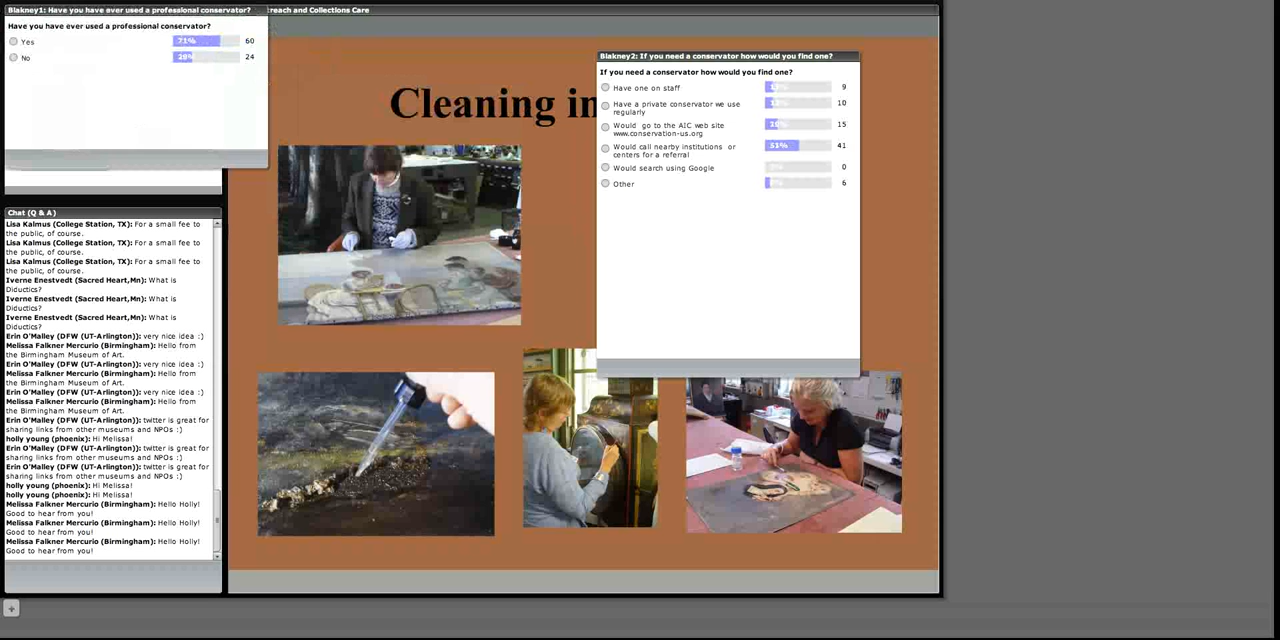 Blakney1: Have you have ever used a professional conservator?
treach and Collections Care
Have you have ever used a professional conservator?
Yes 71% 60
No 29% 24
Cleaning in
Blakney2: If you need a conservator how would you find one?
If you need a conservator how would you find one?
Have one on staff 9
Have a private conservator we use
regularly 10
Would go to the AIC web site
www.conservation-us.org 15
Would call nearby institutions or
centers for a referral 51% 41
Would search using Google 0
Other 6
Chat (Q & A)
Lisa Kalmus (College Station, TX): For a small fee to
the public, of course.
Lisa Kalmus (College Station, TX): For a small fee to
the public, of course.
Lisa Kalmus (College Station, TX): For a small fee to
the public, of course.
Iverne Enestvedt (Sacred Heart,Mn): What is
Diductics?
Iverne Enestvedt (Sacred Heart,Mn): What is
Diductics?
Iverne Enestvedt (Sacred Heart,Mn): What is
Diductics?
Erin O'Malley (DFW (UT-Arlington)): very nice idea :)
Melissa Falkner Mercurio (Birmingham): Hello from
the Birmingham Museum of Art.
Erin O'Malley (DFW (UT-Arlington)): very nice idea :)
Melissa Falkner Mercurio (Birmingham): Hello from
the Birmingham Museum of Art.
Erin O'Malley (DFW (UT-Arlington)): very nice idea :)
Melissa Falkner Mercurio (Birmingham): Hello from
the Birmingham Museum of Art.
Erin O'Malley (DFW (UT-Arlington)): twitter is great for
sharing links from other museums and NPOs :)
holly young (phoenix): Hi Melissa!
Erin O'Malley (DFW (UT-Arlington)): twitter is great for
sharing links from other museums and NPOs :)
Erin O'Malley (DFW (UT-Arlington)): twitter is great for
sharing links from other museums and NPOs :)
holly young (phoenix): Hi Melissa!
holly young (phoenix): Hi Melissa!
Melissa Falkner Mercurio (Birmingham): Hello Holly!
Good to hear from you!
Melissa Falkner Mercurio (Birmingham): Hello Holly!
Good to hear from you!
Melissa Falkner Mercurio (Birmingham): Hello Holly!
Good to hear from you!